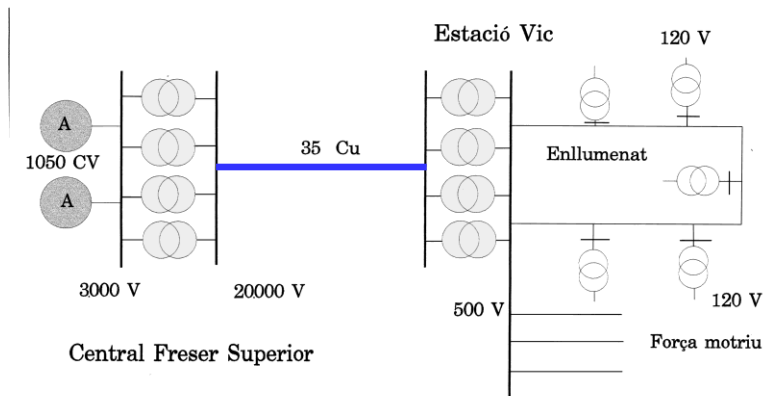 Estació Vic
120 V
A
1050 CV
35 Cu
Enllumenat
A
3000 V
20000 V
500 V
120 V
Força motriu
Central Freser Superior